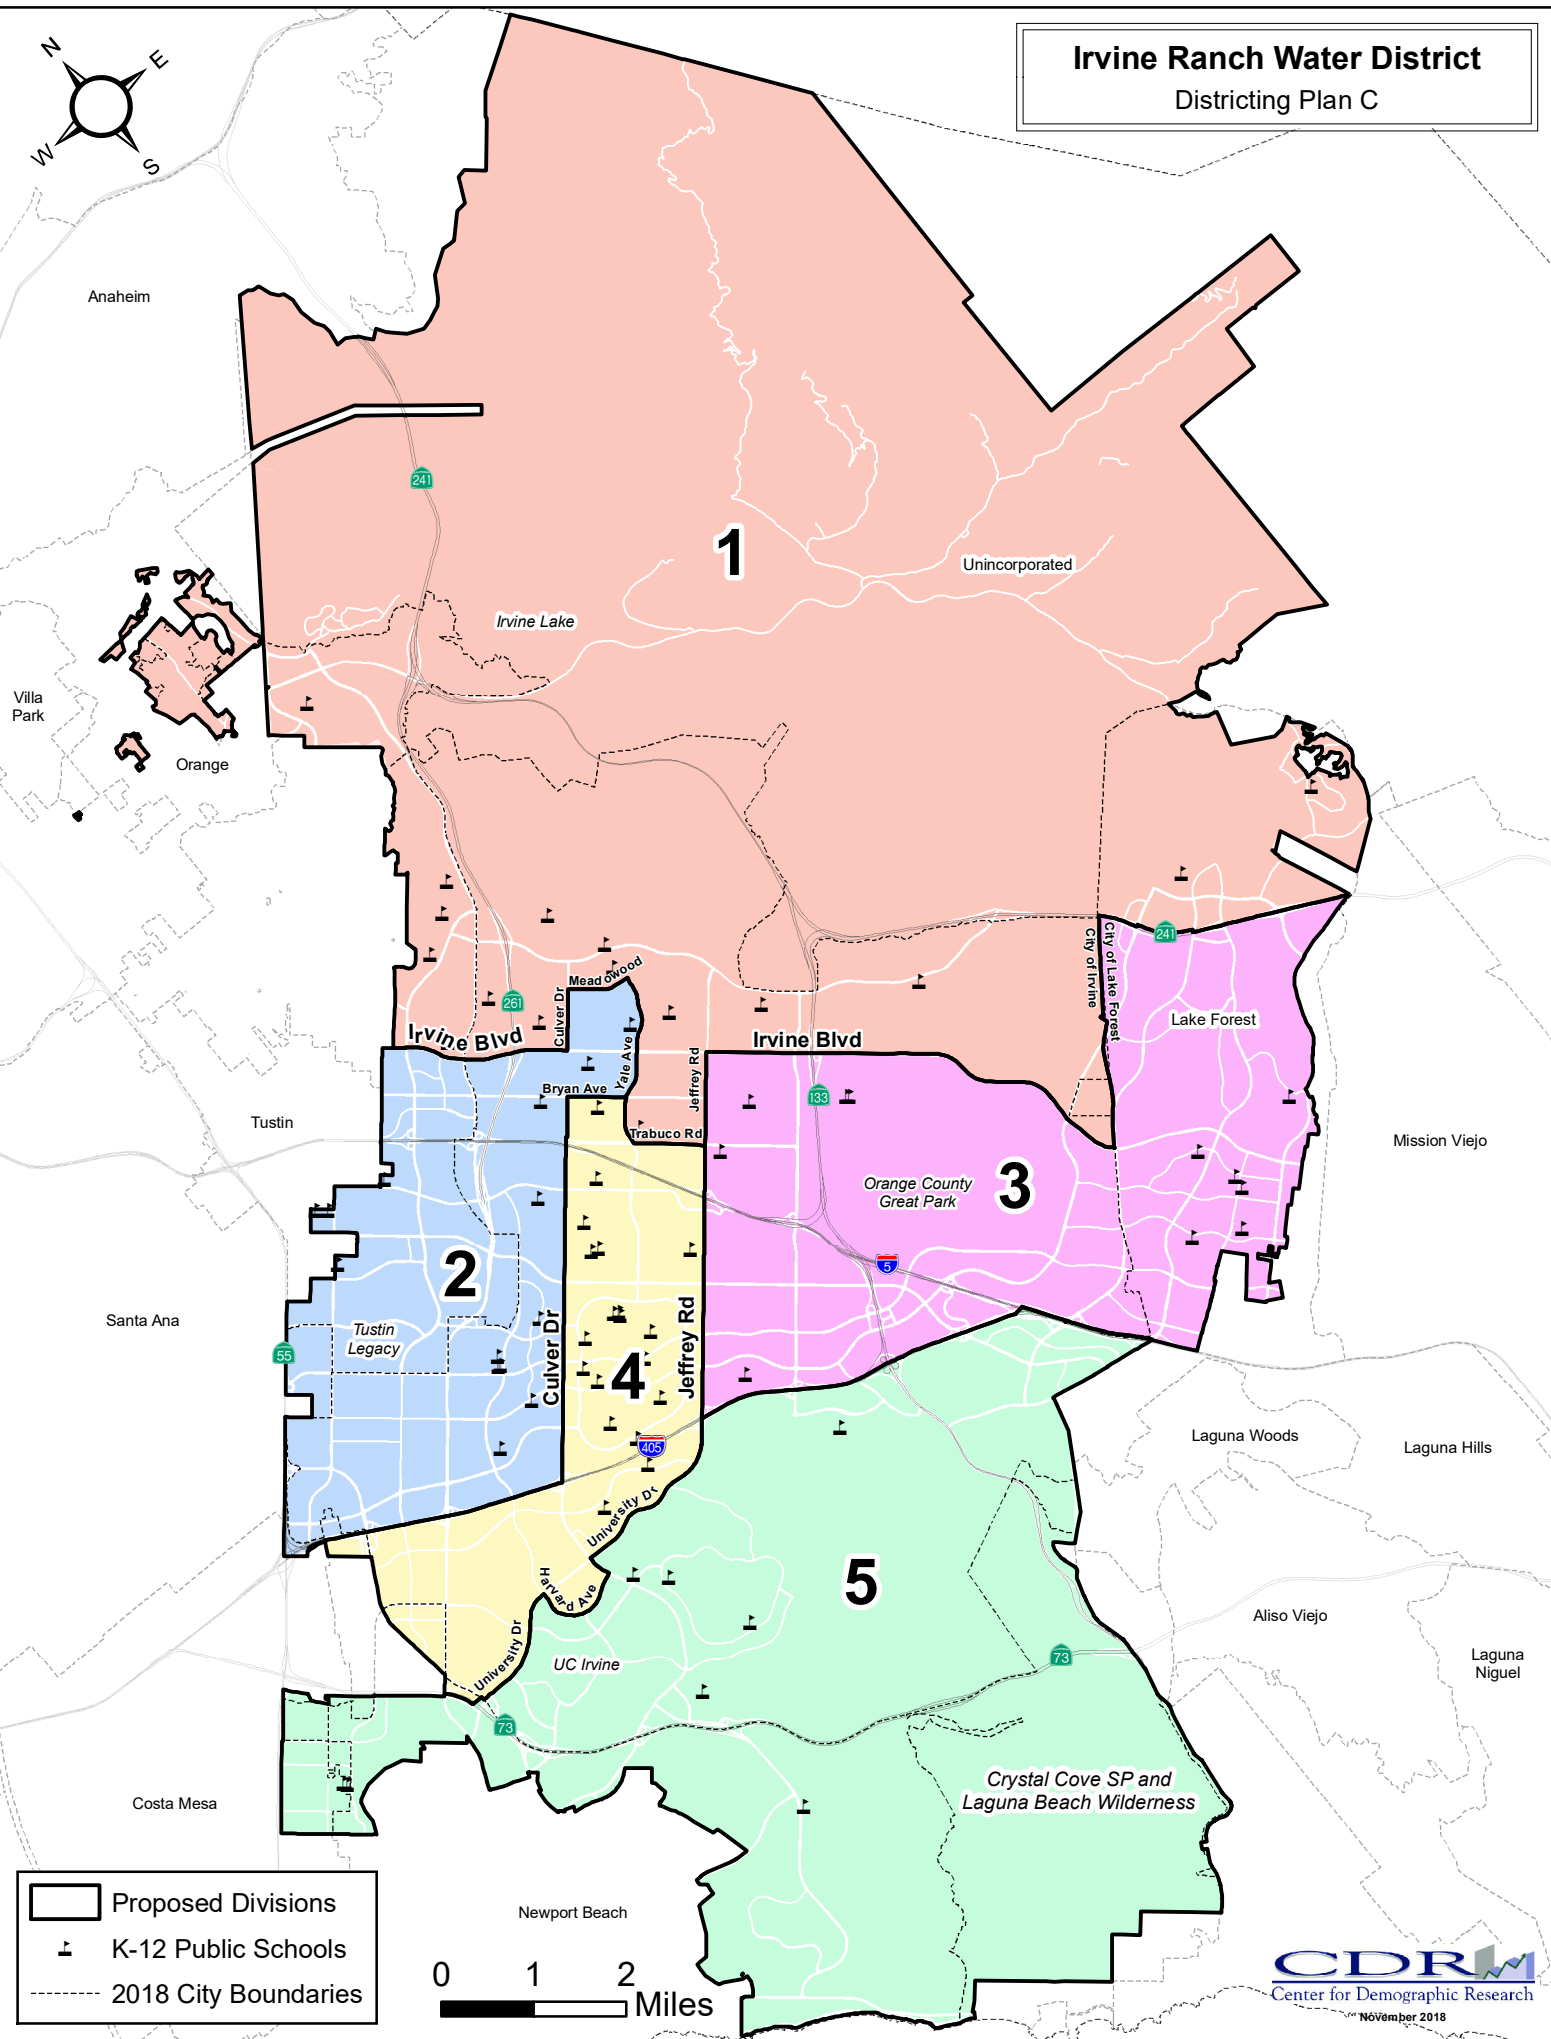 Irvine Ranch Water District
Districting Plan C
N
E
W
S
Anaheim
241
1
Unincorporated
Irvine Lake
Villa
Park
Orange
241
City of Irvine
City of Lake Forest
Meadowood
261
Culver Dr
Lake Forest
Irvine Blvd
Irvine Blvd
Yale Ave
Jeffrey Rd
Bryan Ave
133
Tustin
Trabuco Rd
Mission Viejo
Orange County
Great Park
3
2
5
Santa Ana
Tustin
Legacy
55
Culver Dr
4
Jeffrey Rd
405
Laguna Woods
Laguna Hills
University Dr
Harvard Ave
5
Aliso Viejo
University Dr
UC Irvine
73
Laguna
Niguel
73
Crystal Cove SP and
Laguna Beach Wilderness
Costa Mesa
Newport Beach
Proposed Divisions
K-12 Public Schools
2018 City Boundaries
0 1 2
Miles
CDR
Center for Demographic Research
November 2018